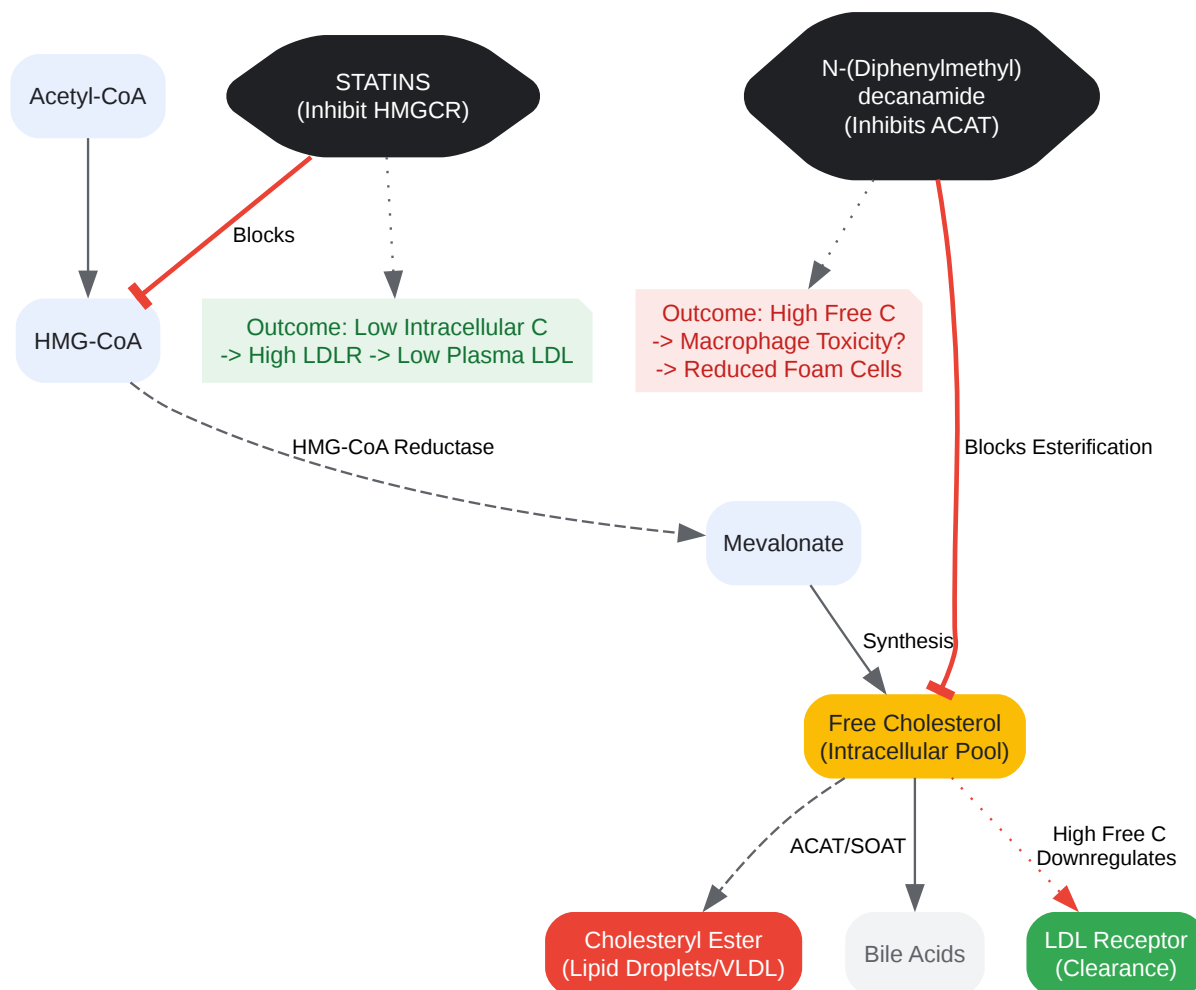 Acetyl-CoA
STATINS
(Inhibit HMGCR)
N-(Diphenylmethyl)
decanamide
(Inhibits ACAT)
Blocks
HMG-CoA
Outcome: Low Intracellular C
-> High LDLR -> Low Plasma LDL
Outcome: High Free C
-> Macrophage Toxicity?
-> Reduced Foam Cells
HMG-CoA Reductase
Blocks Esterification
Mevalonate
Synthesis
Free Cholesterol
(Intracellular Pool)
ACAT/SOAT
High Free C
Downregulates
Cholesteryl Ester
(Lipid Droplets/VLDL)
Bile Acids
LDL Receptor
(Clearance)